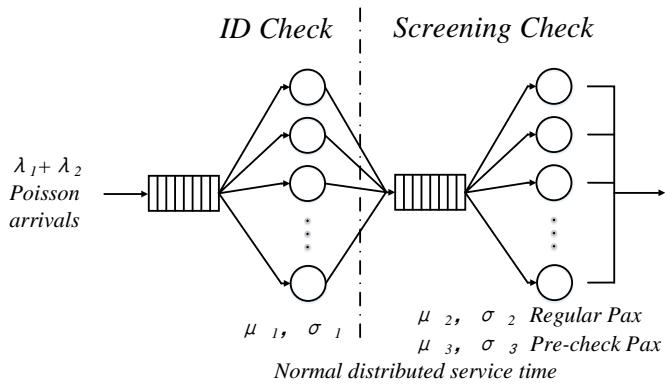 ID Check
Screening Check
λ1+ λ2
Poisson
arrivals
μ 1, σ 1
μ 2, σ 2 Regular Pax
μ 3, σ 3 Pre-check Pax
Normal distributed service time